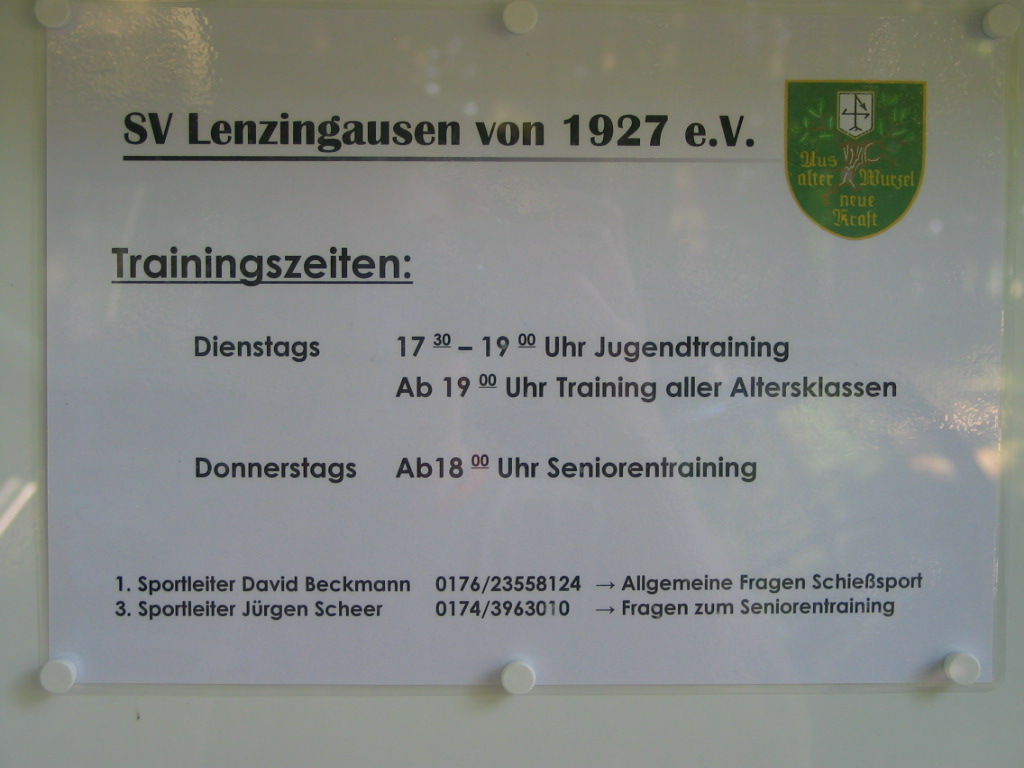 SV Lenzingausen von 1927 e.V.
Aus
alter Wurzel
neue
Kraft
Trainingszeiten:
Dienstags 17 30 – 19 00 Uhr Jugendtraining
Ab 19 00 Uhr Training aller Altersklassen
Donnerstags Ab18 00 Uhr Seniorentraining
1. Sportleiter David Beckmann 0176/23558124 → Allgemeine Fragen Schießsport
3. Sportleiter Jürgen Scheer 0174/3963010 → Fragen zum Seniorentraining